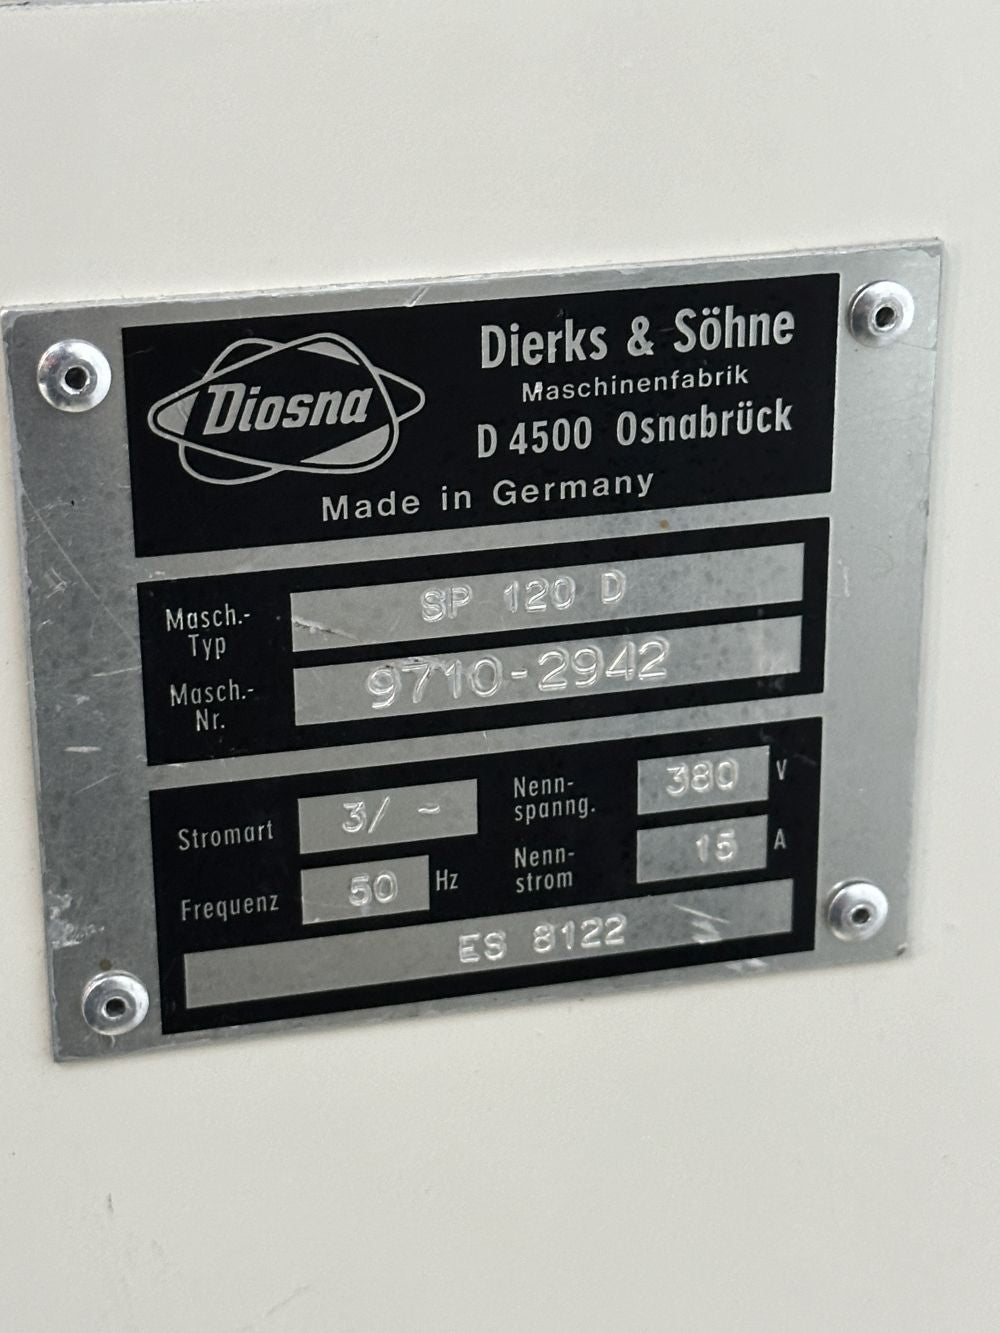 Diosna
Dierks & Söhne
Maschinenfabrik
D 4500 Osnabrück
Made in Germany
Masch.-
Typ
SP 120 D
Masch.-
Nr.
9710-2942
Stromart
3/ ~
Nenn-
spanng.
380 V
Frequenz
50 Hz
Nenn-
strom
15 A
ES 8122